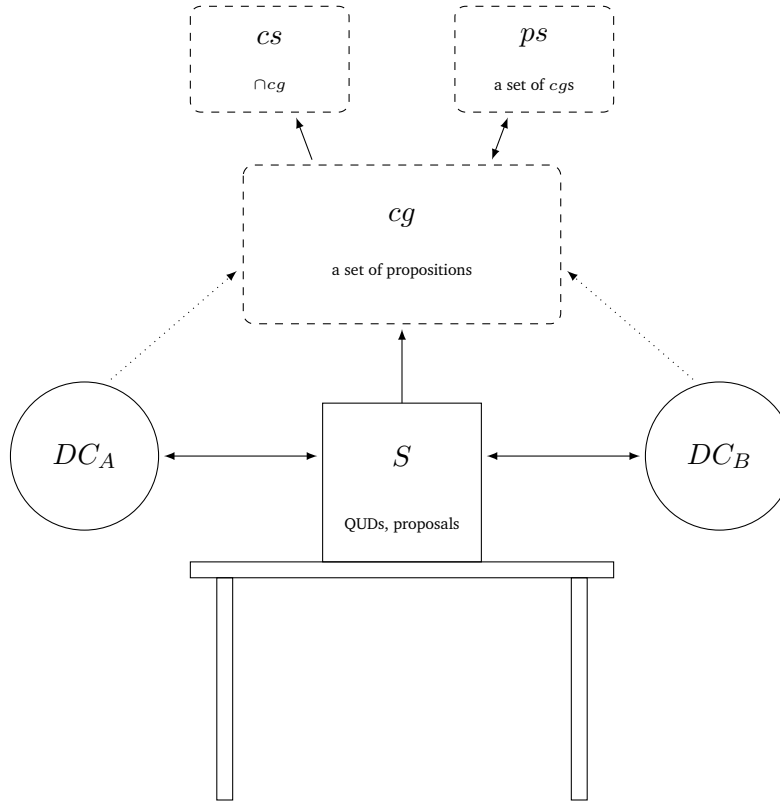 cs
∩cg
ps
a set of cgs
cg
a set of propositions
DC_A
S
QUDs, proposals
DC_B